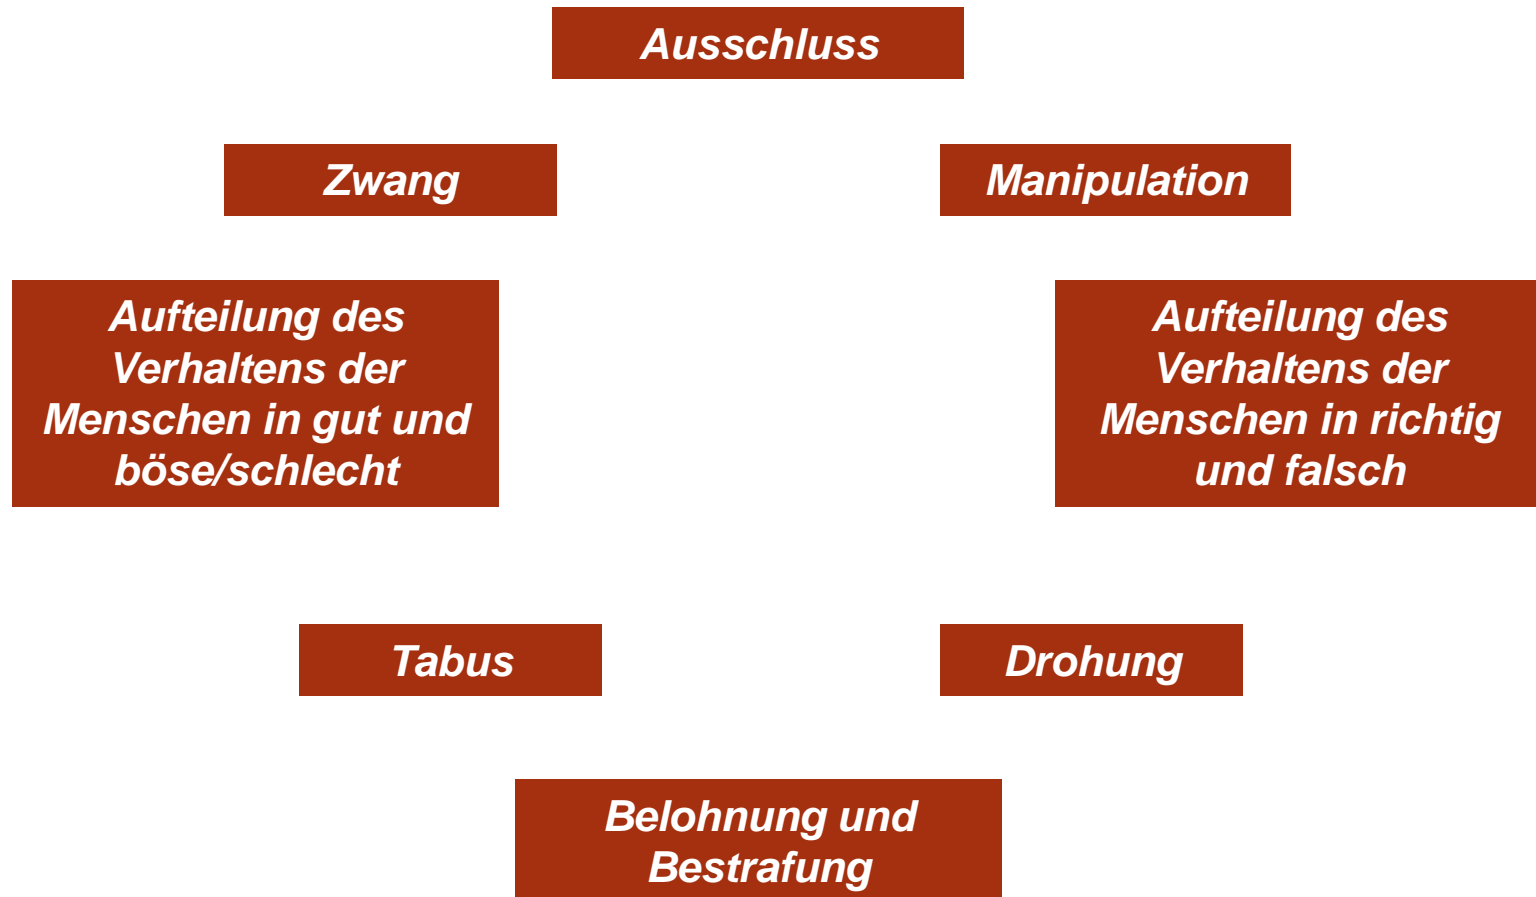 Ausschluss
Zwang
Manipulation
Aufteilung des
Verhaltens der
Menschen in gut und
böse/schlecht
Aufteilung des
Verhaltens der
Menschen in richtig
und falsch
Tabus
Drohung
Belohnung und
Bestrafung